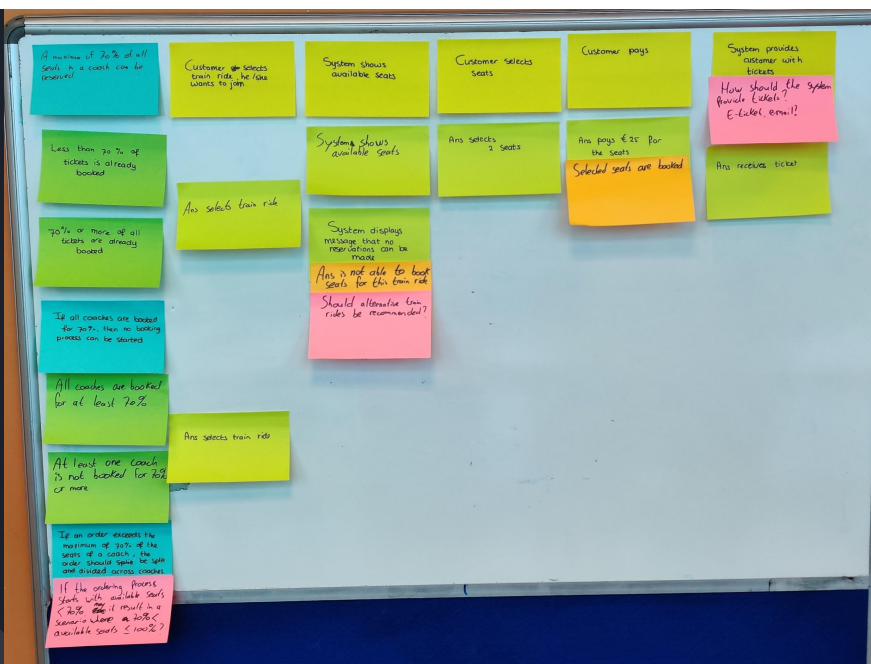 A maximum of 70% of all
seats in a coach can be
reserved
Customer selects
train ride, he/she
wants to join
System shows
available seats
Customer selects
seats
Customer pays
System provides
customer with
tickets
How should the system
provide tickets?
E-ticket, email?
Less than 70% of
tickets is already
booked
Ans selects train ride
System shows
available seats
Ans selects
2 seats
Ans pays €25 for
the seats
Selected seats are booked
Ans receives ticket
70% or more of all
tickets are already
booked
System displays
message that no
reservations can be
made
Ans is not able to book
seats for this train ride
Should alternative train
rides be recommended?
If all coaches are booked
for 70%, then no booking
process can be started
All coaches are booked
for at least 70%
Ans selects train ride
At least one coach
is not booked for 70%
or more
If an order exceeds the
maximum of 70% of the
seats of a coach, the
order should be split
and divided across coaches
If the ordering process
starts with available seats
<70% may it result in a
scenario where 70%<
available seats ≤100%?